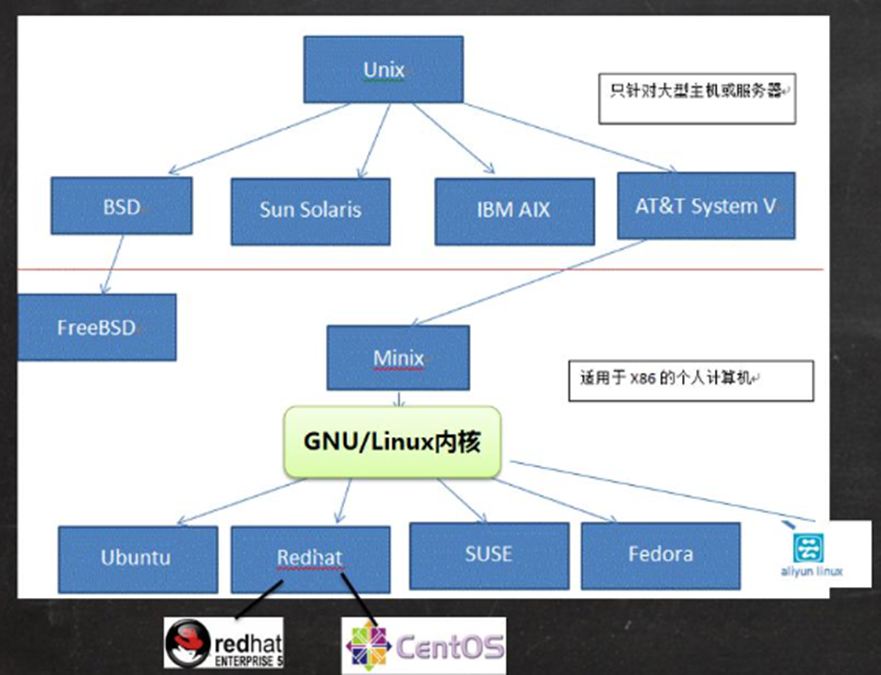 Unix
只针对大型主机或服务器
BSD
Sun Solaris
IBM AIX
AT&T System V
FreeBSD
Minix
适用于 X86 的个人计算机
GNU/Linux内核
Ubuntu
Redhat
SUSE
Fedora
aliyun linux
redhat
ENTERPRISE 5
CentOS